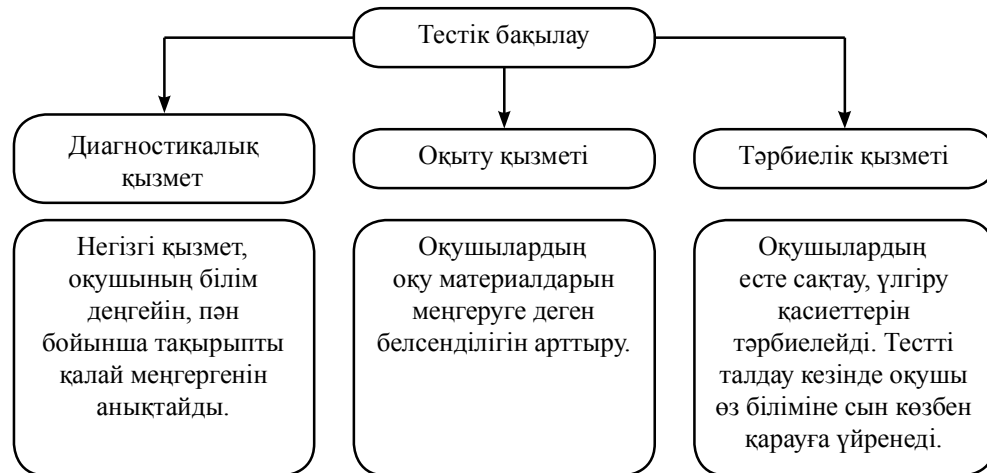 Тестік бақылау
Диагностикалық
қызмет
Оқыту қызметі
Тәрбиелік қызметі
Негізгі қызмет,
оқушының білім
деңгейін, пән
бойынша тақырыпты
қалай меңгергенін
анықтайды.
Оқушылардың
оқу материалдарын
меңгеруге деген
белсенділігін арттыру.
Оқушылардың
есте сақтау, үлгіру
қасиеттерін
тәрбиелейді. Тестті
талдау кезінде оқушы
өз біліміне сын көзбен
қарауға үйренеді.